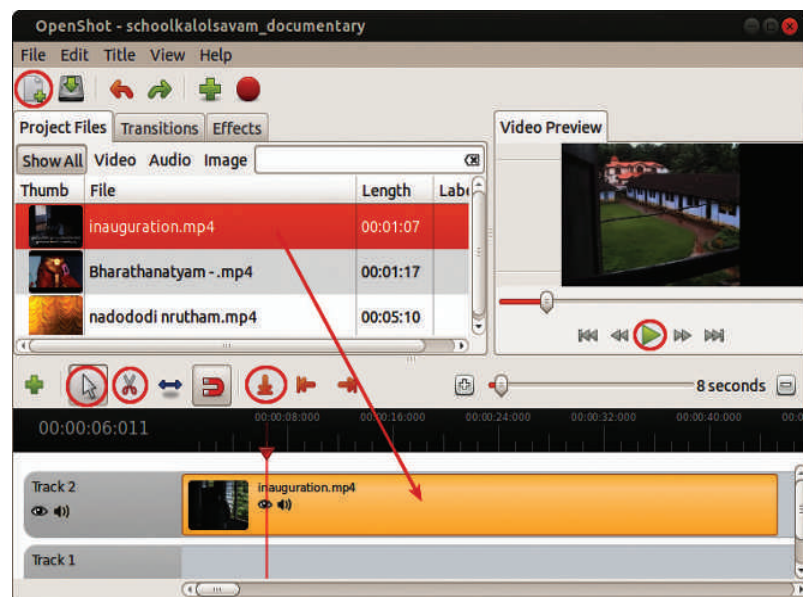 OpenShot - schoolkalolsavam_documentary
File Edit Title View Help
Project Files Transitions Effects
Video Preview
Show All Video Audio Image
Thumb File Length Labe
inauguration.mp4 00:01:07
Bharathanatyam - .mp4 00:01:17
nadododi nrutham.mp4 00:05:10
8 seconds
00:00:06:011
00:00:08:000 00:00:16:000 00:00:24:000 00:00:32:000 00:00:40:000 00:0
Track 2
inauguration.mp4
Track 1